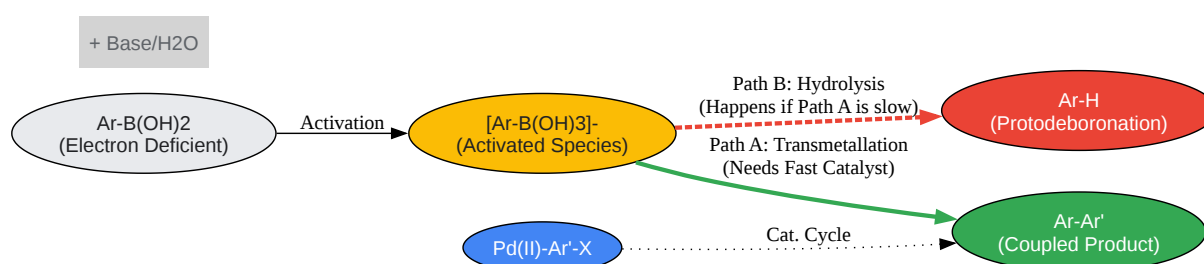 + Base/H2O
Ar-B(OH)2
(Electron Deficient)
Activation
[Ar-B(OH)3]-
(Activated Species)
Path B: Hydrolysis
(Happens if Path A is slow)
Ar-H
(Protodeboronation)
Path A: Transmetallation
(Needs Fast Catalyst)
Pd(II)-Ar'-X
Cat. Cycle
Ar-Ar'
(Coupled Product)